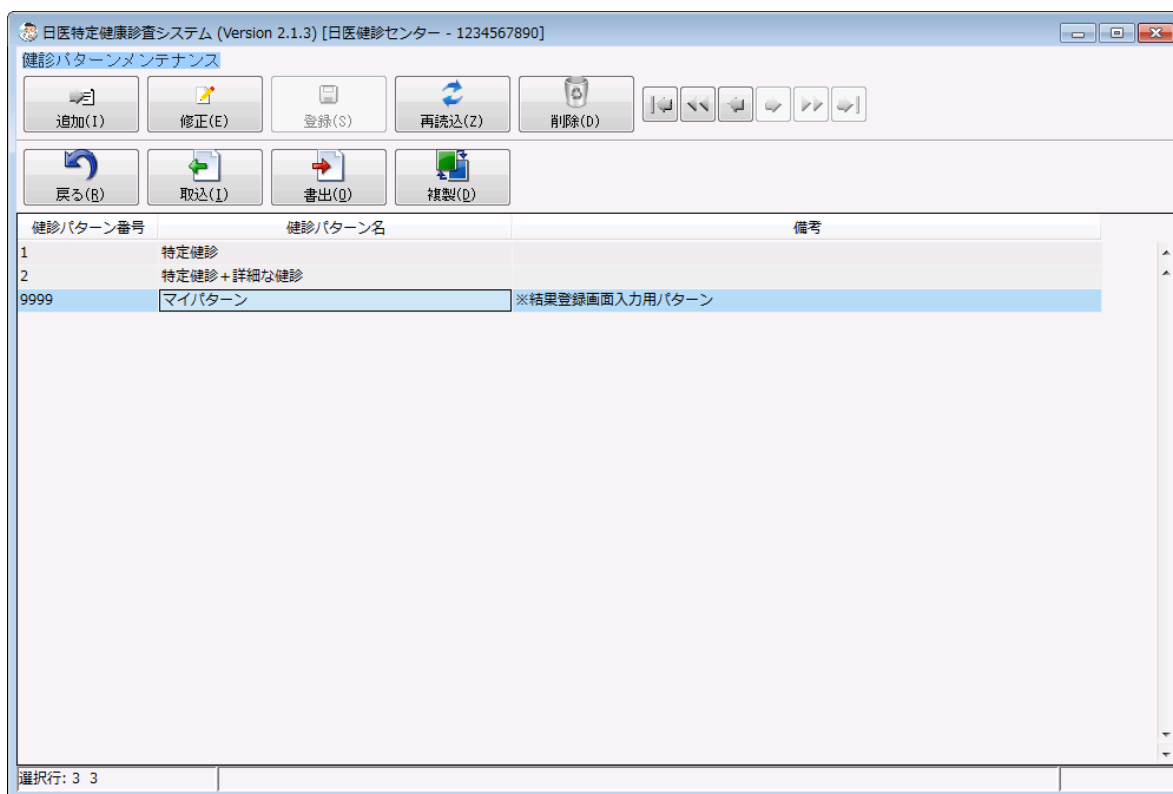 日医特定健康診査システム (Version 2.1.3) [日医健診センター - 1234567890]
健診パターンメンテナンス
追加(I) 修正(E) 登録(S) 再読込(Z) 削除(D)
戻る(R) 取込(I) 書出(O) 複製(D)
健診パターン番号 健診パターン名 備考
1 特定健診
2 特定健診+詳細な健診
9999 マイパターン ※結果登録画面入力用パターン
選択行: 3 3